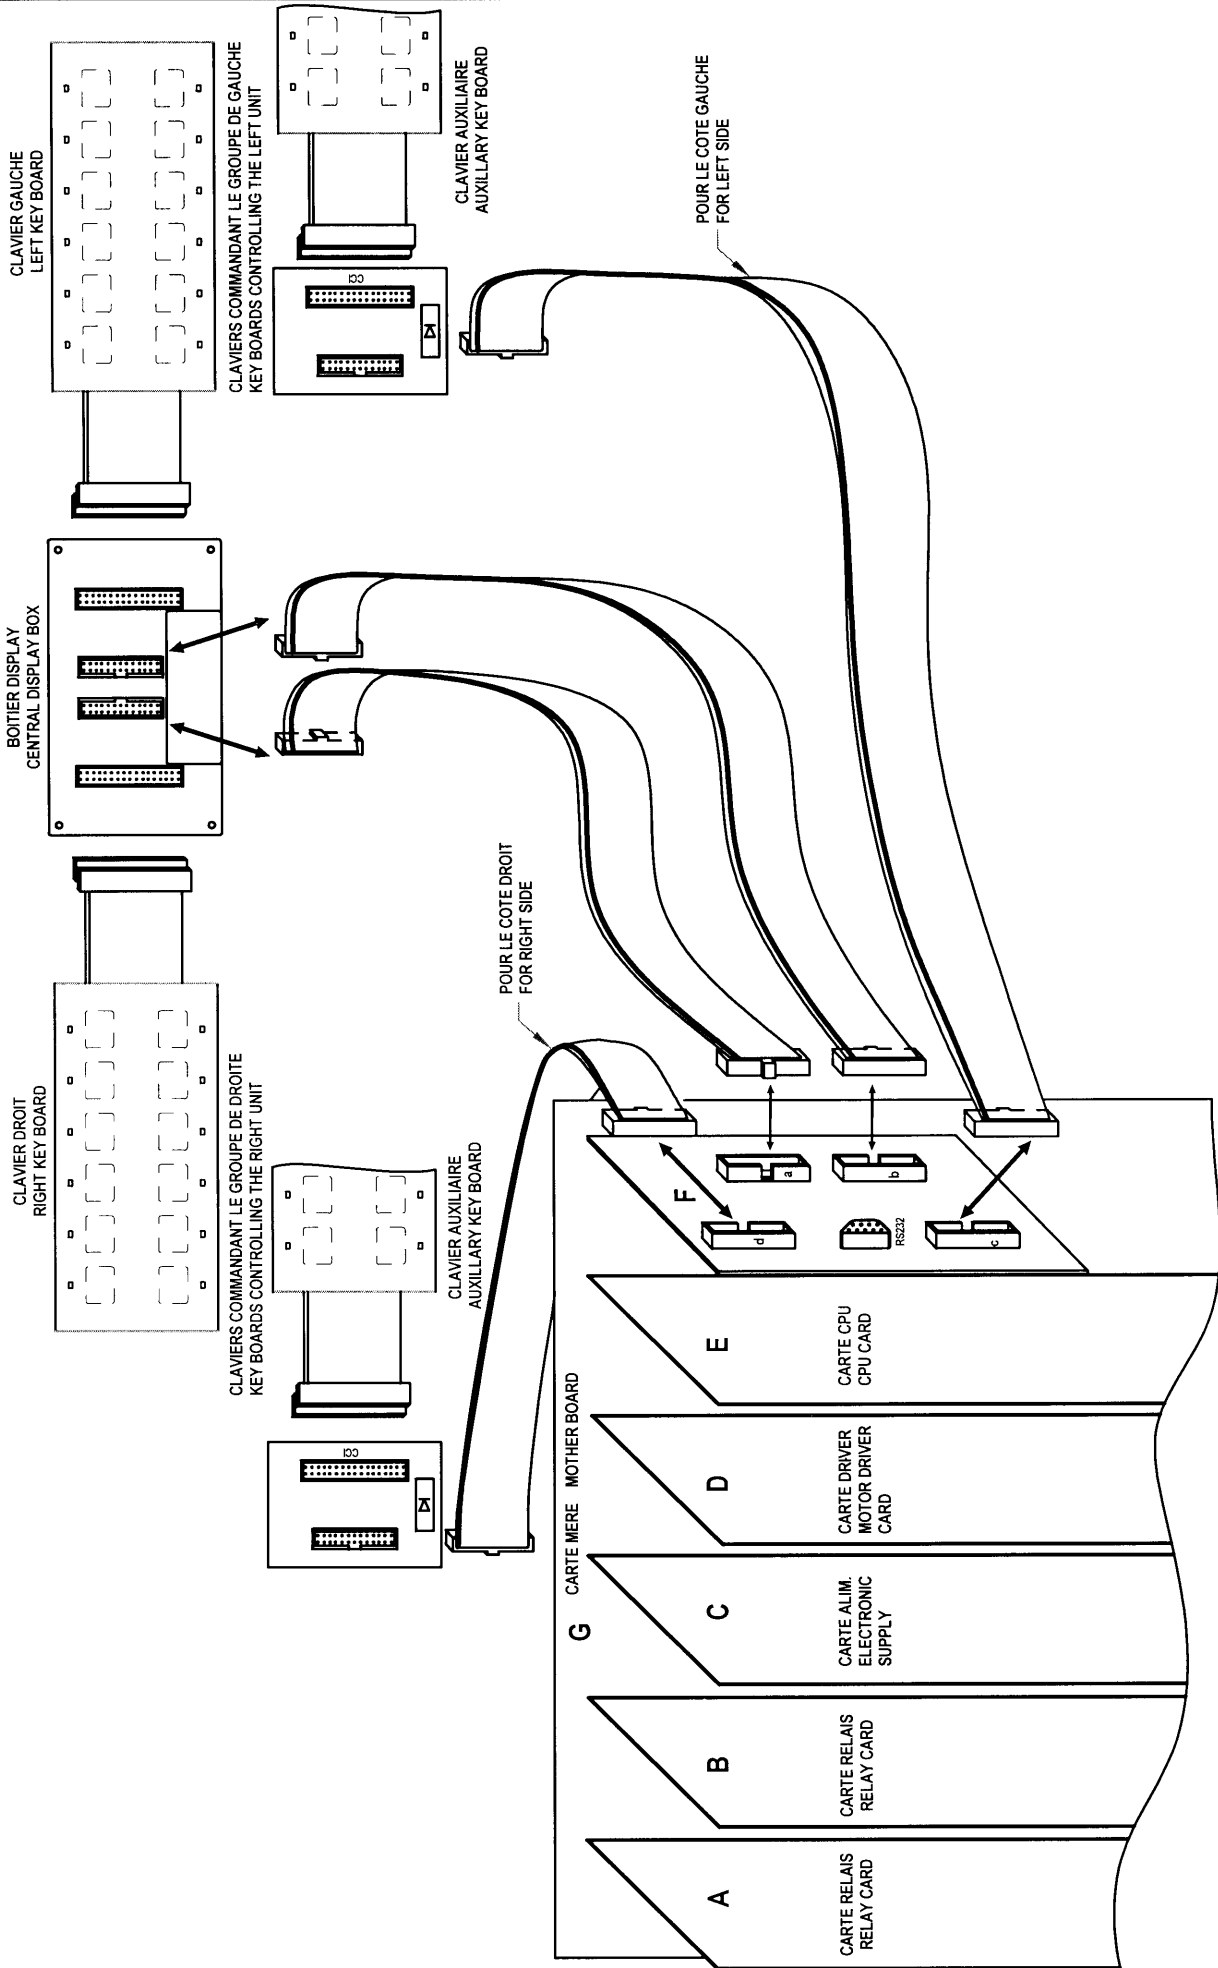 CLAVIER DROIT
RIGHT KEY BOARD
BOITIER DISPLAY
CENTRAL DISPLAY BOX
CLAVIER GAUCHE
LEFT KEY BOARD
CLAVIERS COMMANDANT LE GROUPE DE DROITE
KEY BOARDS CONTROLLING THE RIGHT UNIT
CLAVIERS COMMANDANT LE GROUPE DE GAUCHE
KEY BOARDS CONTROLLING THE LEFT UNIT
CLAVIER AUXILIAIRE
AUXILLARY KEY BOARD
CLAVIER AUXILIAIRE
AUXILLARY KEY BOARD
POUR LE COTE DROIT
FOR RIGHT SIDE
POUR LE COTE GAUCHE
FOR LEFT SIDE
G
CARTE MERE MOTHER BOARD
F
d
a
b
c
RS232
A
CARTE RELAIS
RELAY CARD
B
CARTE RELAIS
RELAY CARD
C
CARTE ALIM.
ELECTRONIC
SUPPLY
D
CARTE DRIVER
MOTOR DRIVER
CARD
E
CARTE CPU
CPU CARD